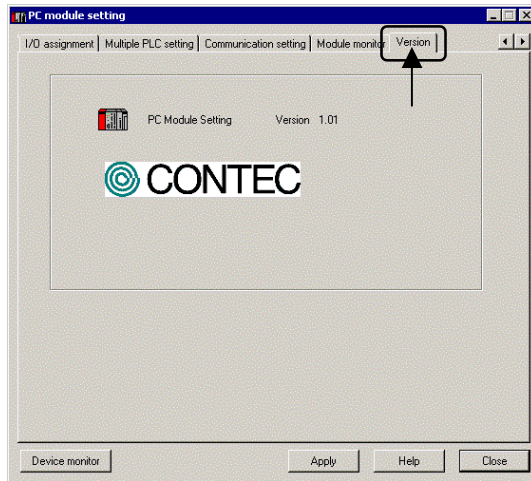 PC module setting
I/O assignment Multiple PLC setting Communication setting Module monitor Version
PC Module Setting Version 1.01
CONTEC
Device monitor Apply Help Close